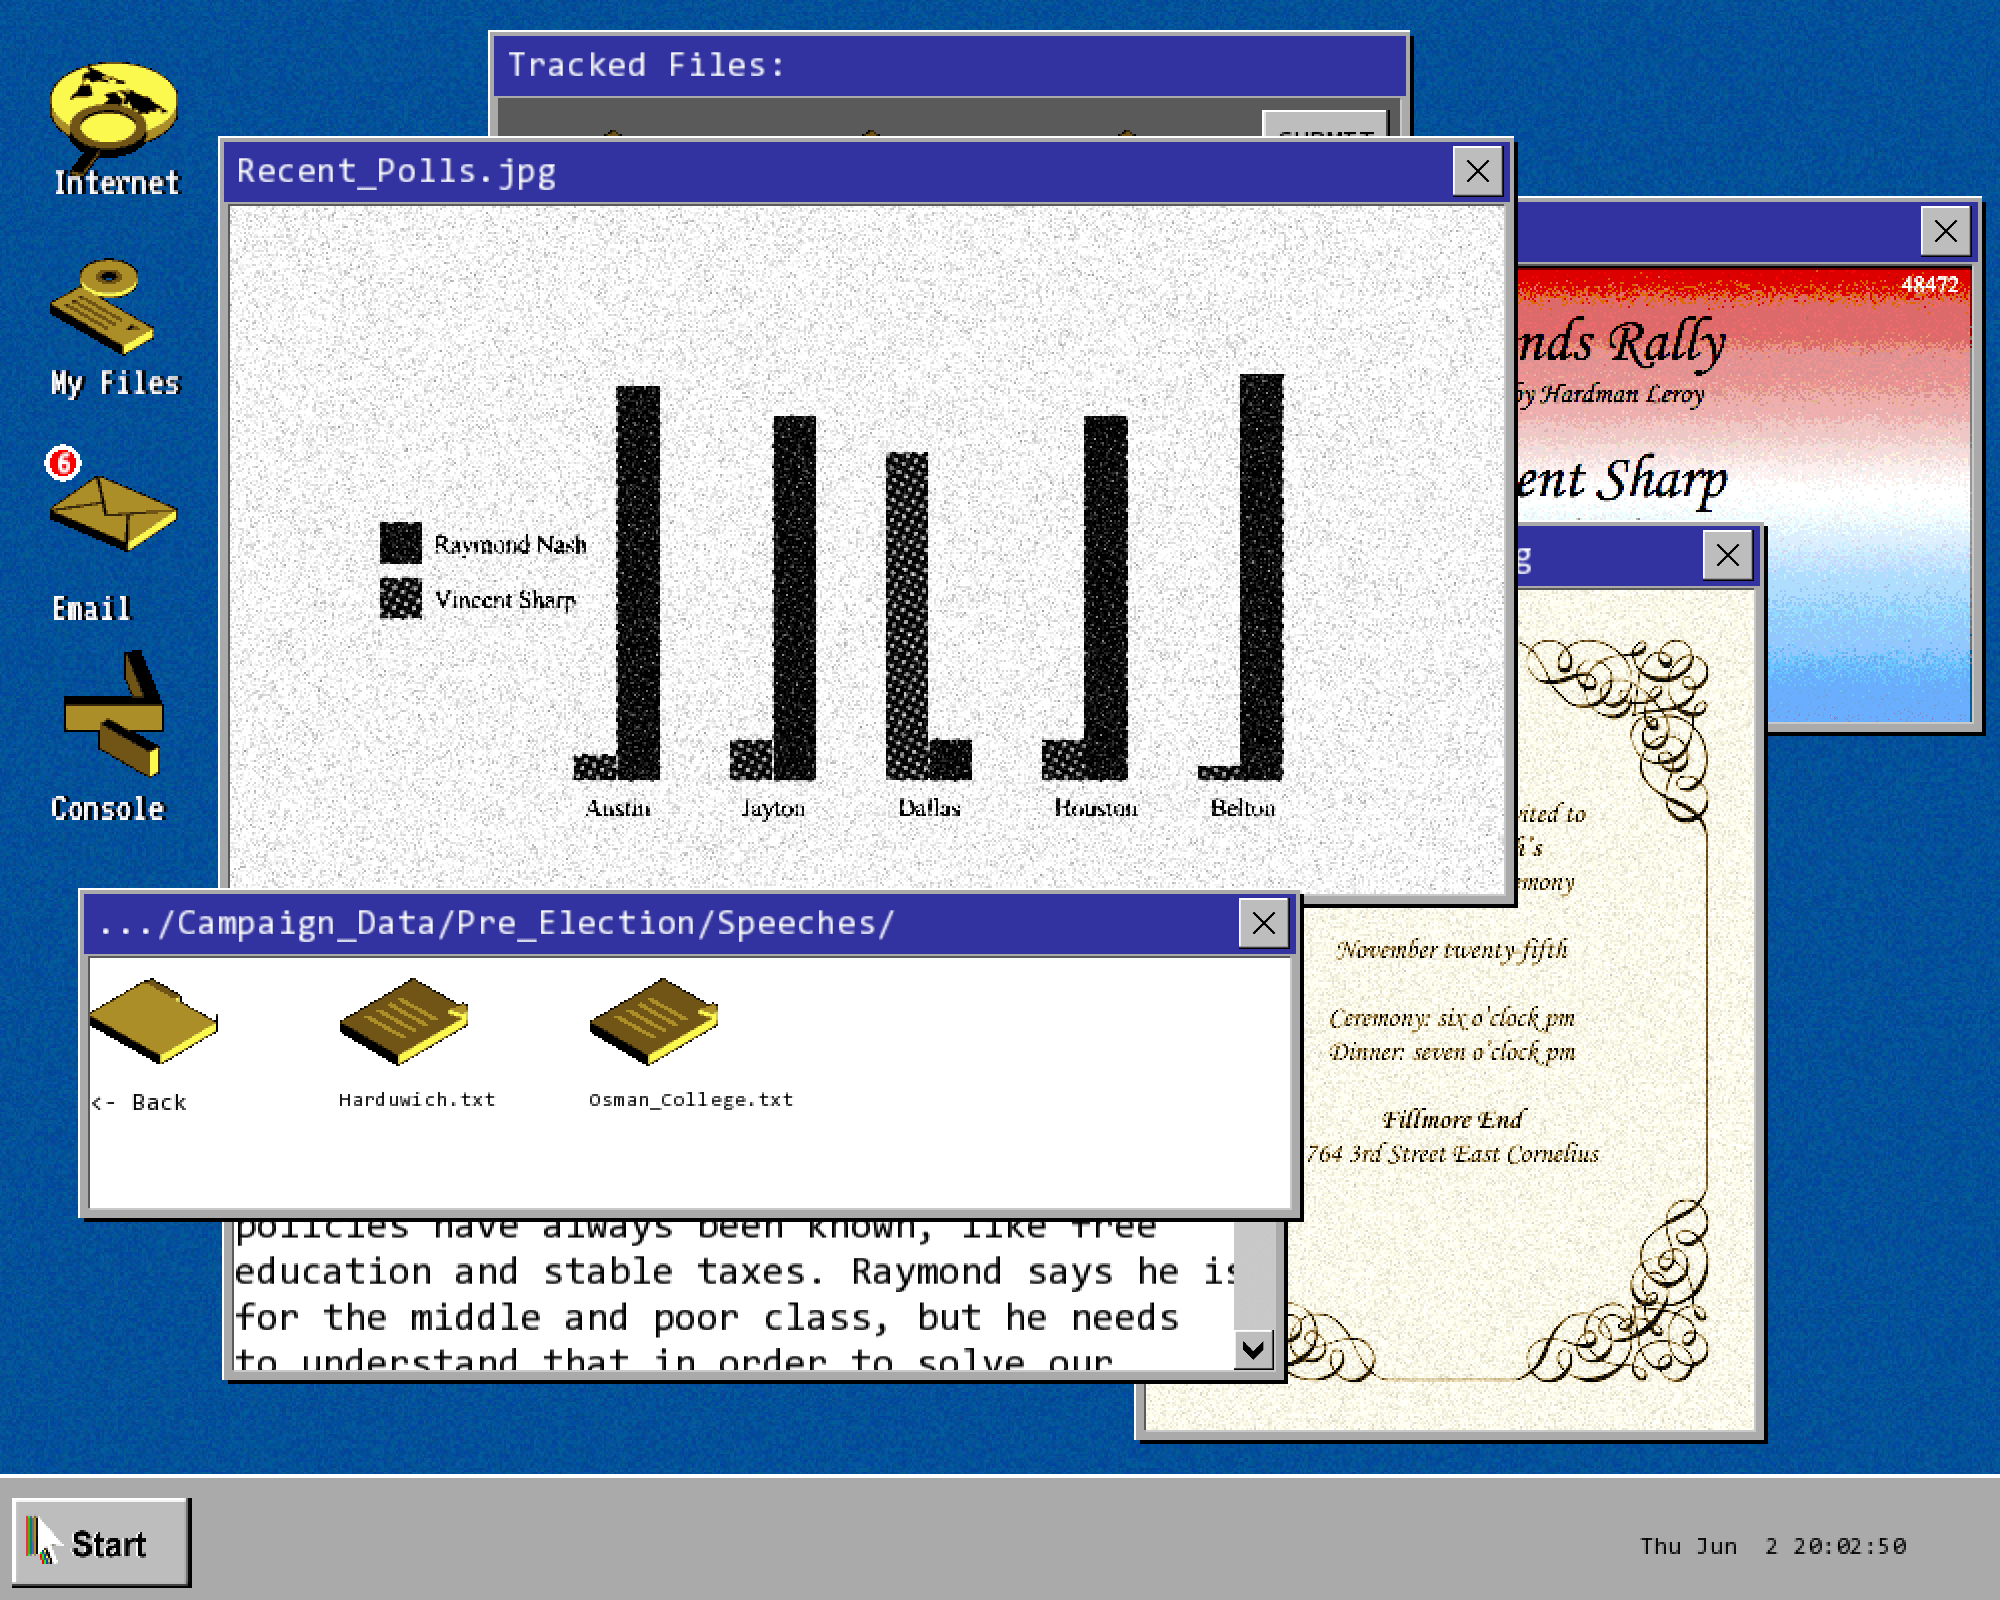 Tracked Files:
Internet
Recent_Polls.jpg
48472
nds Rally
by Hardman Leroy
ent Sharp
My Files
6
Email
Console
Raymond Nash
Vincent Sharp
Austin
Jayton
Dallas
Houston
Belton
g
vited to
h's
emony
November twenty-fifth
Ceremony: six o'clock pm
Dinner: seven o'clock pm
Fillmore End
764 3rd Street East Cornelius
.../Campaign_Data/Pre_Election/Speeches/
<- Back
Harduwich.txt
Osman_College.txt
policies have always been known, like free
education and stable taxes. Raymond says he is
for the middle and poor class, but he needs
to understand that in order to solve our
Start
Thu Jun 2 20:02:50